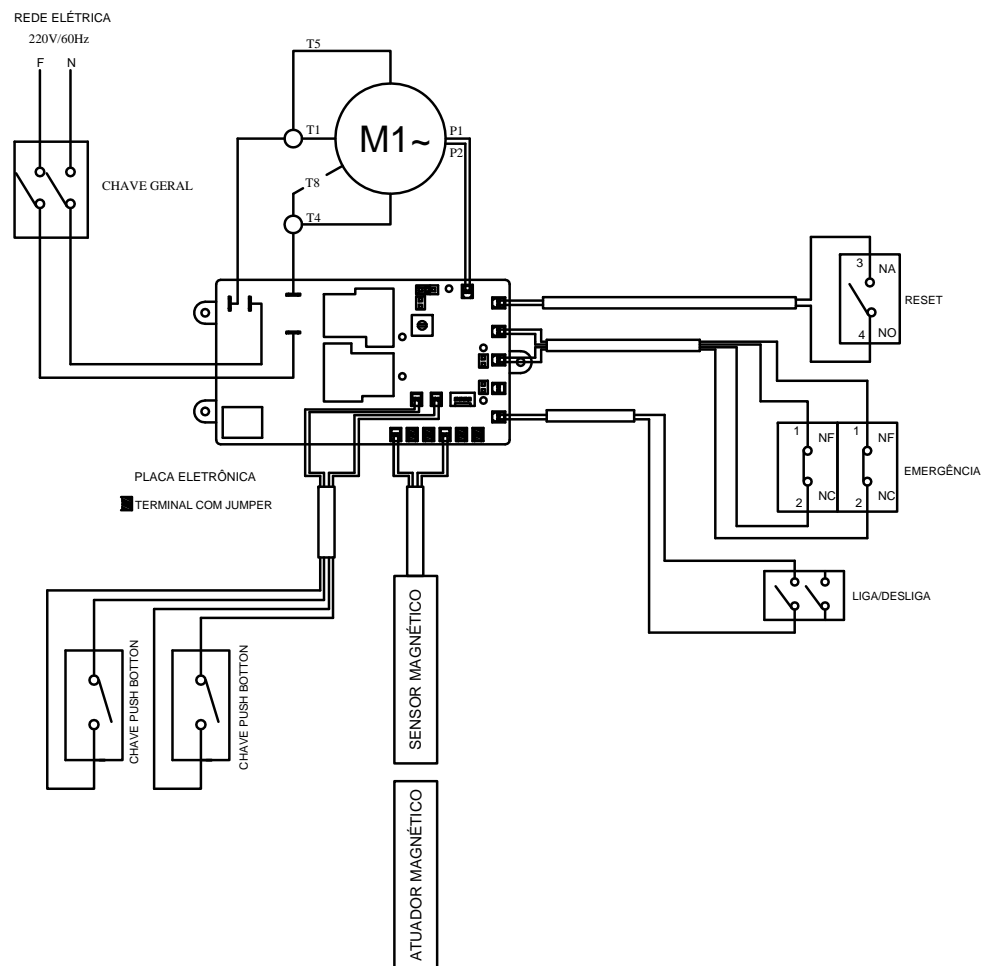 REDE ELÉTRICA
220V/60Hz
F N
T5
T1
M1~
P1
P2
T8
T4
CHAVE GERAL
3
NA
RESET
4
NO
1
NF
1
NF
EMERGÊNCIA
2
NC
2
NC
PLACA ELETRÔNICA
TERMINAL COM JUMPER
LIGA/DESLIGA
CHAVE PUSH BOTTON
CHAVE PUSH BOTTON
SENSOR MAGNÉTICO
ATUADOR MAGNÉTICO